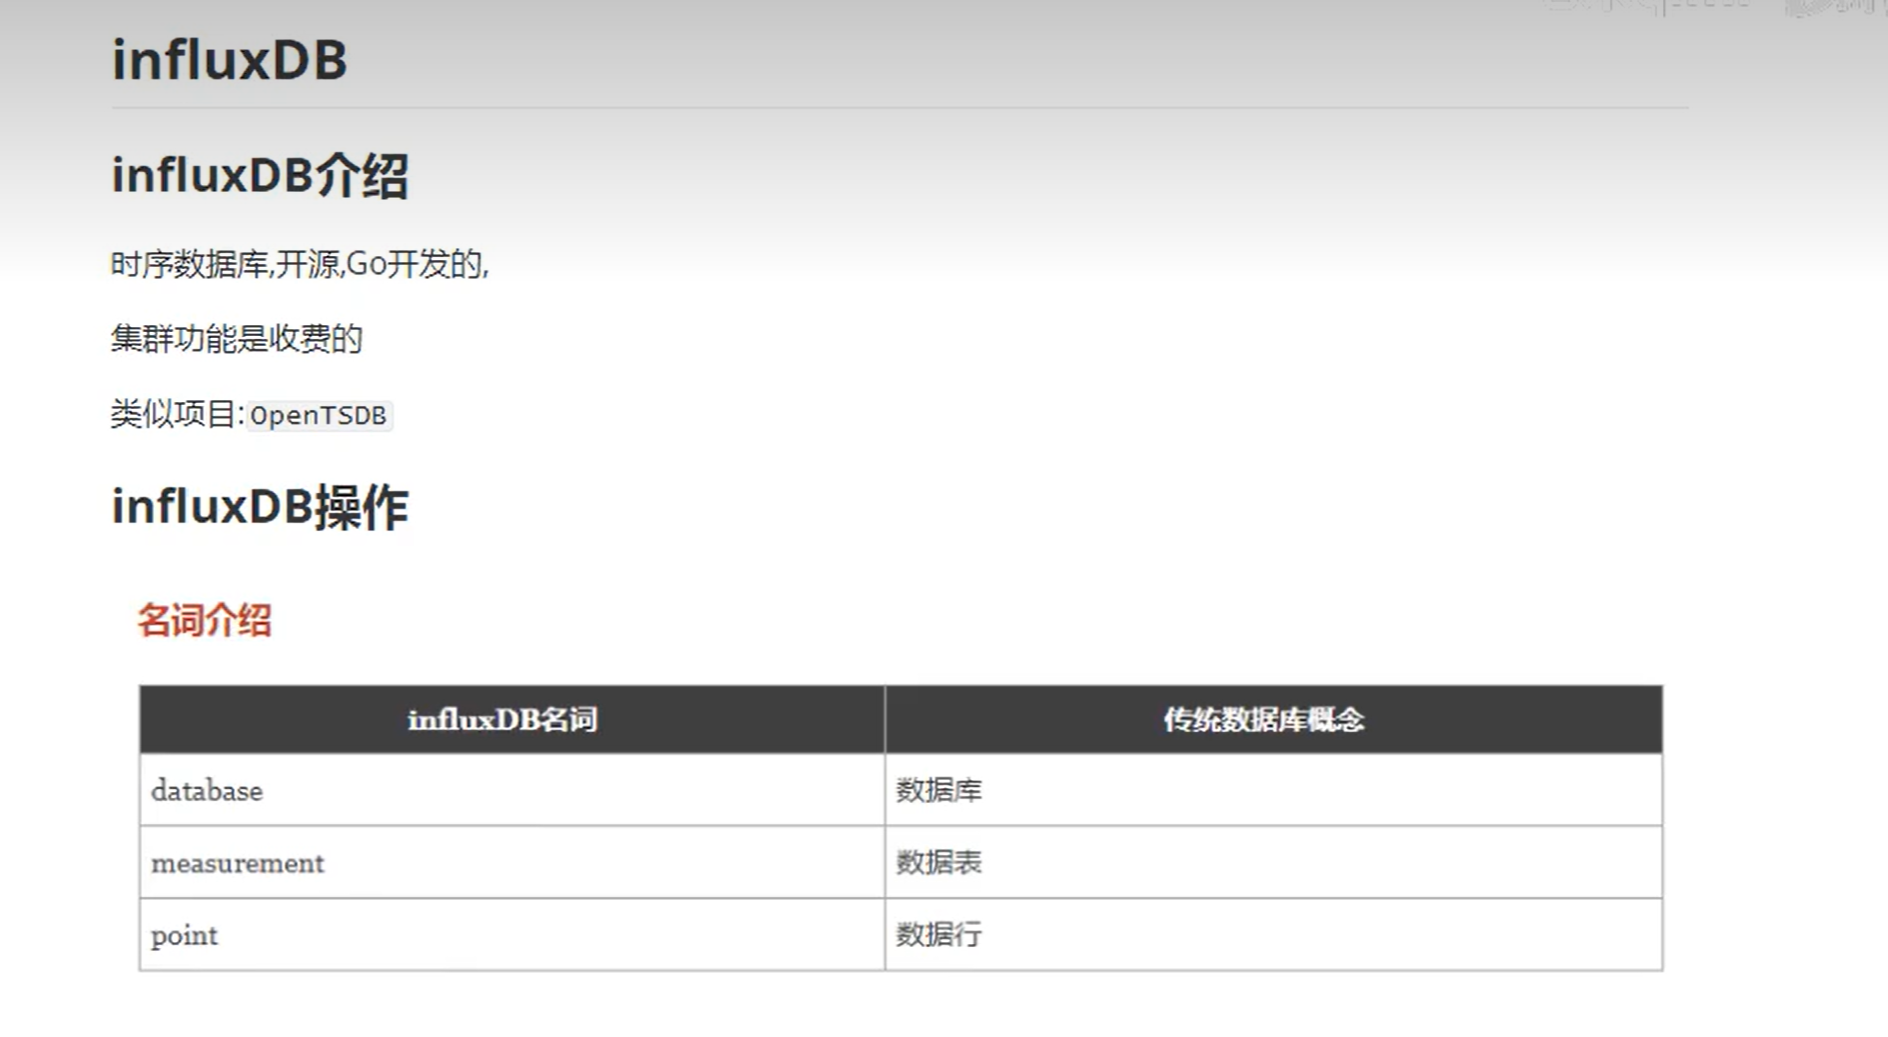 influxDB
influxDB介绍
时序数据库,开源,Go开发的,
集群功能是收费的
类似项目:OpenTSDB
influxDB操作
名词介绍
influxDB名词 传统数据库概念
database 数据库
measurement 数据表
point 数据行